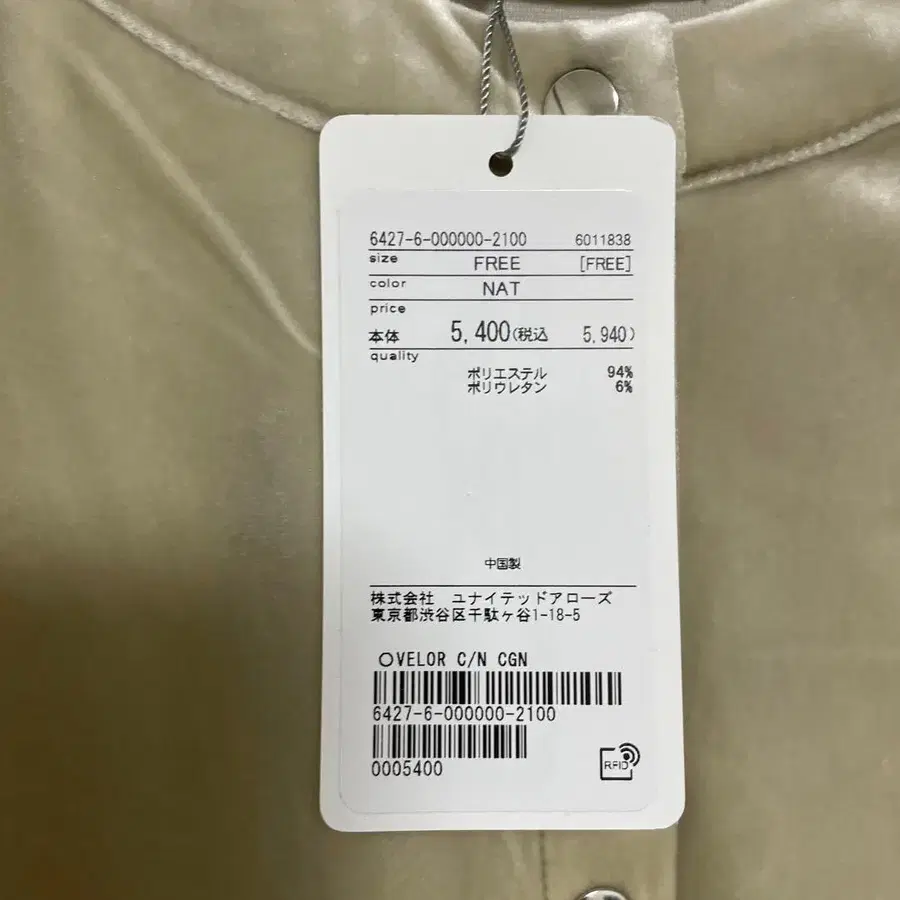 6427-6-000000-2100 6011838
size FREE [FREE]
color NAT
price
本体 5,400(税込 5,940)
quality
ポリエステル 94%
ポリウレタン 6%
中国製
株式会社 ユナイテッドアローズ
東京都渋谷区千駄ヶ谷1-18-5
○VELOR C/N CGN
6427-6-000000-2100
0005400
RFID